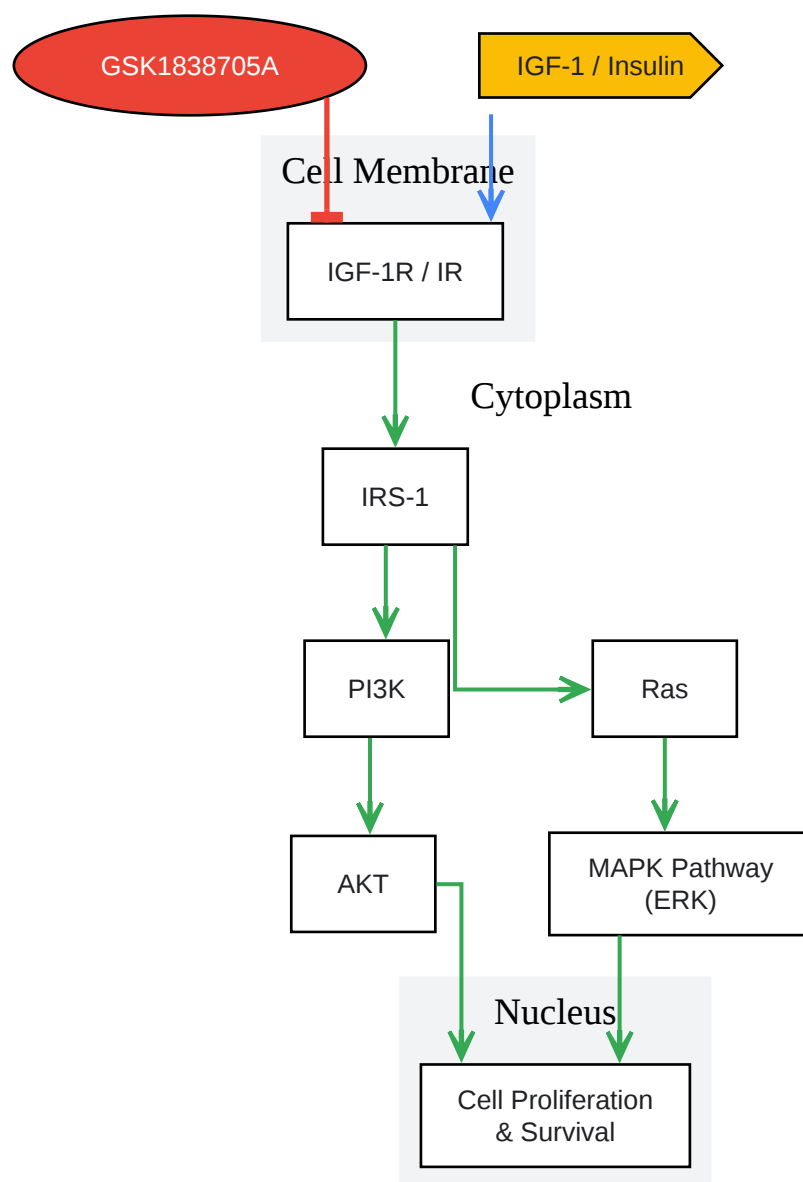 GSK1838705A
IGF-1 / Insulin
Cell Membrane
IGF-1R / IR
Cytoplasm
IRS-1
PI3K
Ras
AKT
MAPK Pathway
(ERK)
Nucleus
Cell Proliferation
& Survival